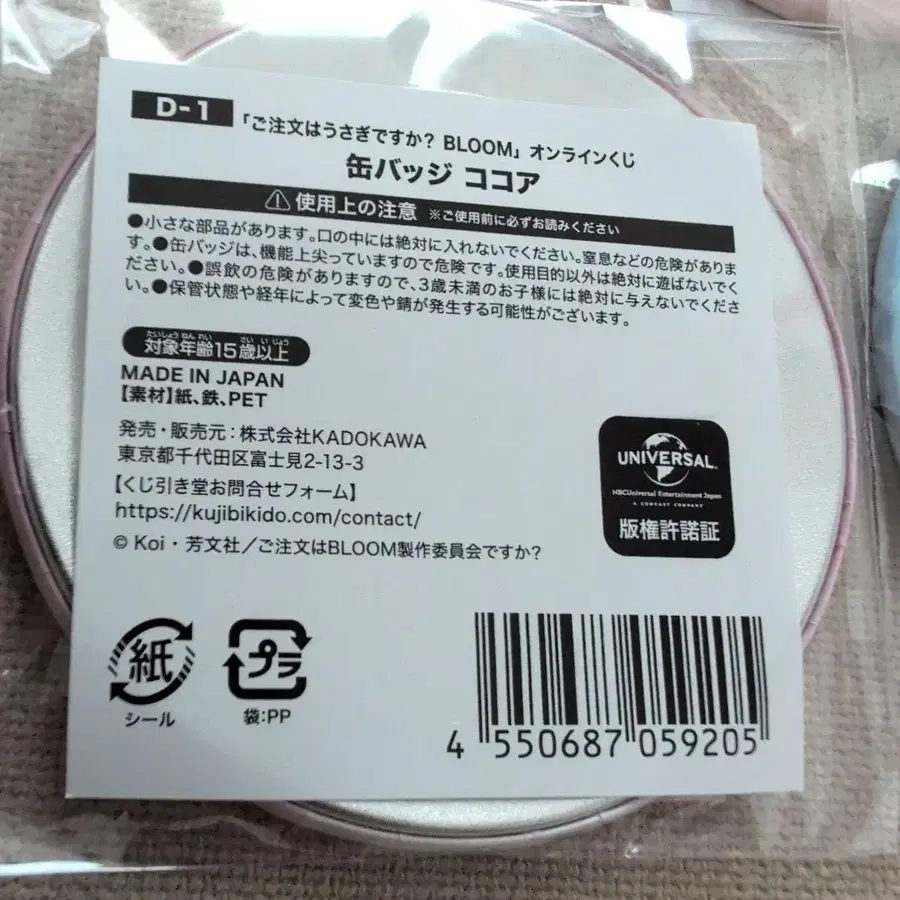 D-1
「ご注文はうさぎですか? BLOOM」オンラインくじ
缶バッジ ココア
使用上の注意 ※ご使用前に必ずお読みください
●小さな部品があります。口の中には絶対に入れないでください。窒息などの危険がありま
す。●缶バッジは、機能上尖っていますので危険です。使用目的以外は絶対に遊ばないでく
ださい。●誤飲の危険がありますので、3歳未満のお子様には絶対に与えないでくださ
い。●保管状態や経年によって変色や錆が発生する可能性がございます。
たいしょうねんれい さいいじょう
対象年齢15歳以上
MADE IN JAPAN
【素材】紙、鉄、PET
発売・販売元:株式会社KADOKAWA
東京都千代田区富士見2-13-3
【くじ引き堂お問合せフォーム】
https://kujibikido.com/contact/
© Koi・芳文社/ご注文はBLOOM製作委員会ですか?
UNIVERSAL
NBCUniversal Entertainment Japan
A COMCAST COMPANY
版権許諾証
紙
シール
プラ
袋:PP
4 550687 059205